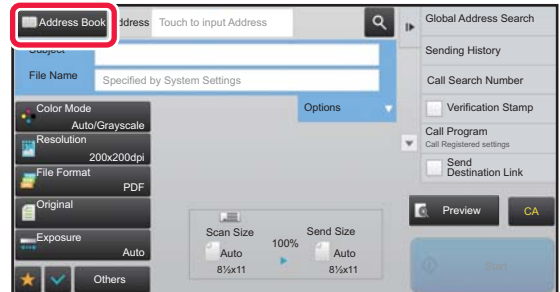 Address Book
ddress
Touch to input Address
Global Address Search
Subject
Sending History
File Name
Specified by System Settings
Call Search Number
Color Mode
Auto/Grayscale
Options
Verification Stamp
Resolution
200x200dpi
Call Program
Call Registered settings
File Format
PDF
Send
Destination Link
Original
Preview
CA
Scan Size
Send Size
100%
Exposure
Auto
Auto
Auto
8½x11
8½x11
Start
Others